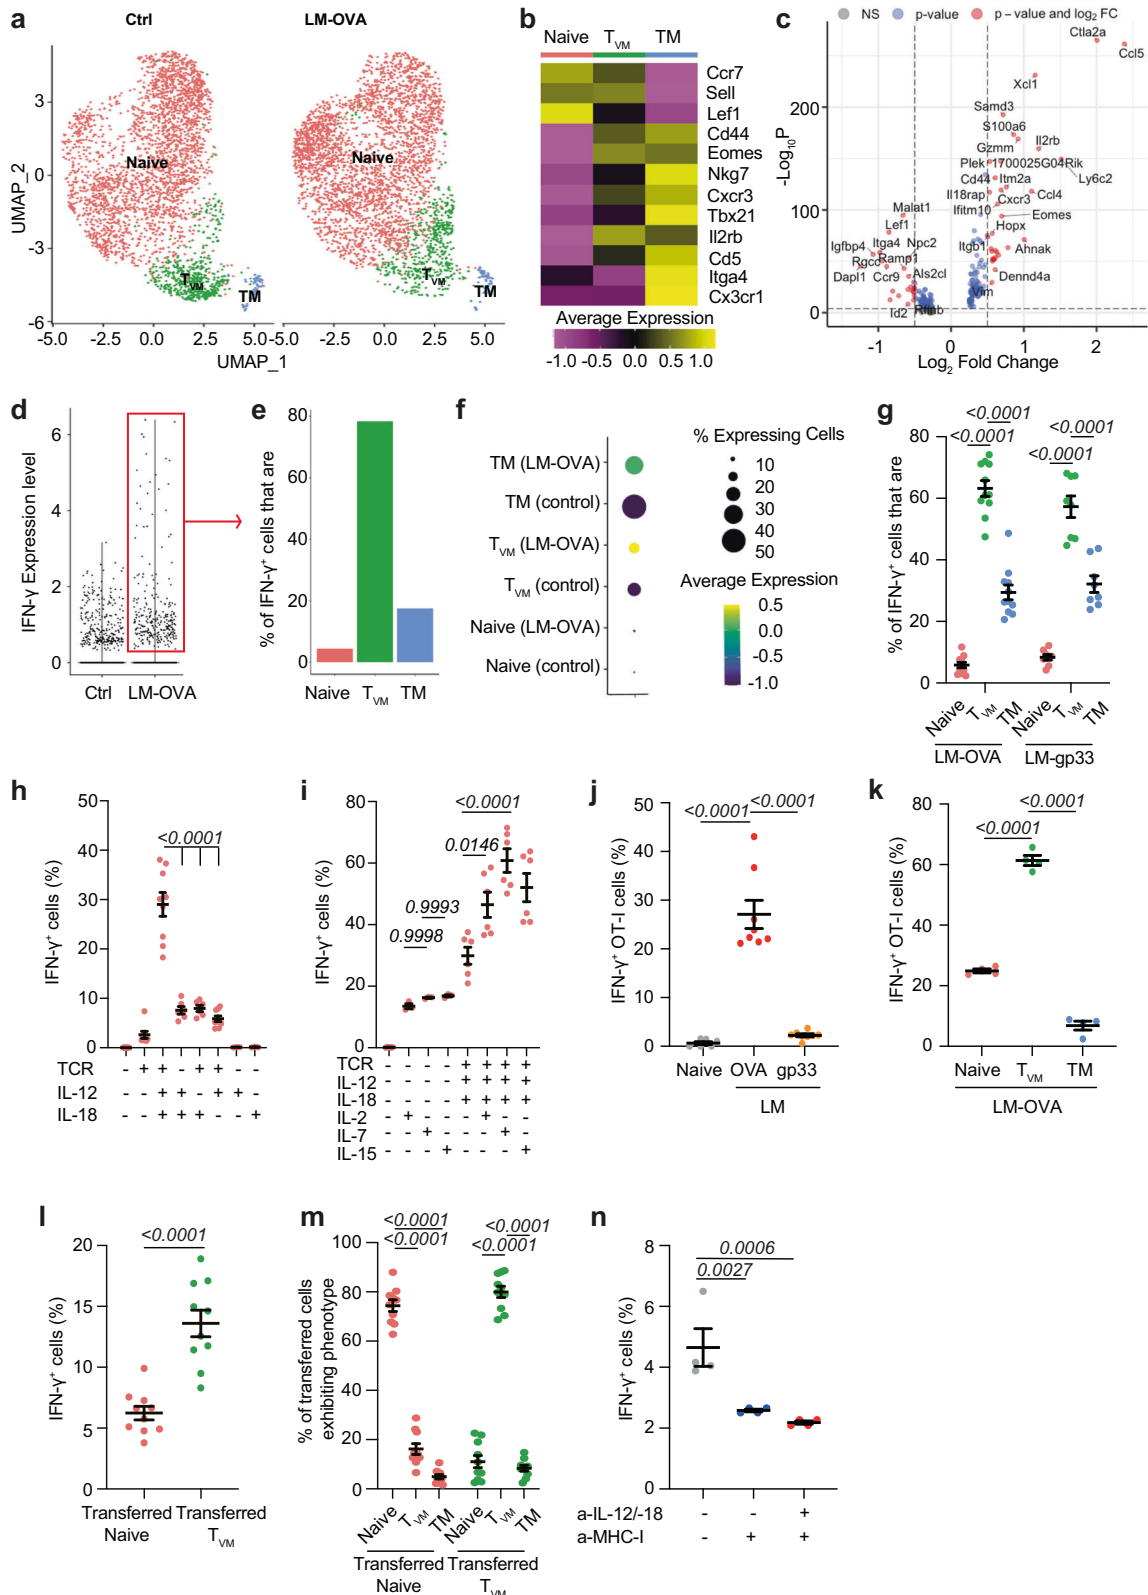 a
Ctrl
LM-OVA
UMAP_2
3
0
-3
-6
Naive
T_VM
TM
Naive
T_VM
TM
-5.0 -2.5 0.0 2.5 5.0 -5.0 -2.5 0.0 2.5 5.0
UMAP_1
b
Naive T_VM TM
Ccr7
Sell
Lef1
Cd44
Eomes
Nkg7
Cxcr3
Tbx21
Il2rb
Cd5
Itga4
Cx3cr1
Average Expression
-1.0 -0.5 0.0 0.5 1.0
c
NS p-value p – value and log2 FC
-Log10P
200
100
0
Ctla2a
Ccl5
Xcl1
Samd3
S100a6
Il2rb
Gzmm
Plek 1700025G04Rik
Cd44 Itm2a Ly6c2
Il18rap Ccl4
Cxcr3
Malat1 Ifitm10 Eomes
Lef1 Hopx
Itga4 Npc2 Itgb1 Ahnak
Igfbp4
Rgcc Ramp1
Dapl1 Ccr9 Als2cl Dennd4a
Vim
Id2
-1 0 1 2
Log2 Fold Change
d
IFN-γ Expression level
6
4
2
0
Ctrl LM-OVA
e
% of IFN-γ+ cells that are
80
60
40
20
0
Naive T_VM TM
f
TM (LM-OVA)
TM (control)
T_VM (LM-OVA)
T_VM (control)
Naive (LM-OVA)
Naive (control)
% Expressing Cells
10
20
30
40
50
Average Expression
0.5
0.0
-0.5
-1.0
g
% of IFN-γ+ cells that are
80
60
40
20
0
<0.0001
<0.0001
<0.0001
<0.0001
Naive T_VM TM Naive T_VM TM
LM-OVA LM-gp33
h
IFN-γ+ cells (%)
50
40
30
20
10
0
<0.0001
TCR - + + + + + - -
IL-12 - - + + - + + -
IL-18 - - + + + - - +
i
IFN-γ+ cells (%)
80
60
40
20
0
<0.0001
0.0146
0.9993
0.9998
TCR - - - - + + + +
IL-12 - - - - + + + +
IL-18 - - - - + + + +
IL-2 - + - - - + - -
IL-7 - - + - - - + -
IL-15 - - - + - - - +
j
IFN-γ+ OT-I cells (%)
50
40
30
20
10
0
<0.0001 <0.0001
Naive OVA gp33
LM
k
IFN-γ+ OT-I cells (%)
80
60
40
20
0
<0.0001
<0.0001
Naive T_VM TM
LM-OVA
l
IFN-γ+ cells (%)
20
15
10
5
0
<0.0001
Transferred Naive
Transferred T_VM
m
% of transferred cells
exhibiting phenotype
100
80
60
40
20
0
<0.0001
<0.0001
<0.0001
<0.0001
Naive T_VM TM Naive T_VM TM
Transferred Naive
Transferred T_VM
n
IFN-γ+ cells (%)
8
6
4
2
0
0.0006
0.0027
a-IL-12/-18 - - +
a-MHC-I - + +